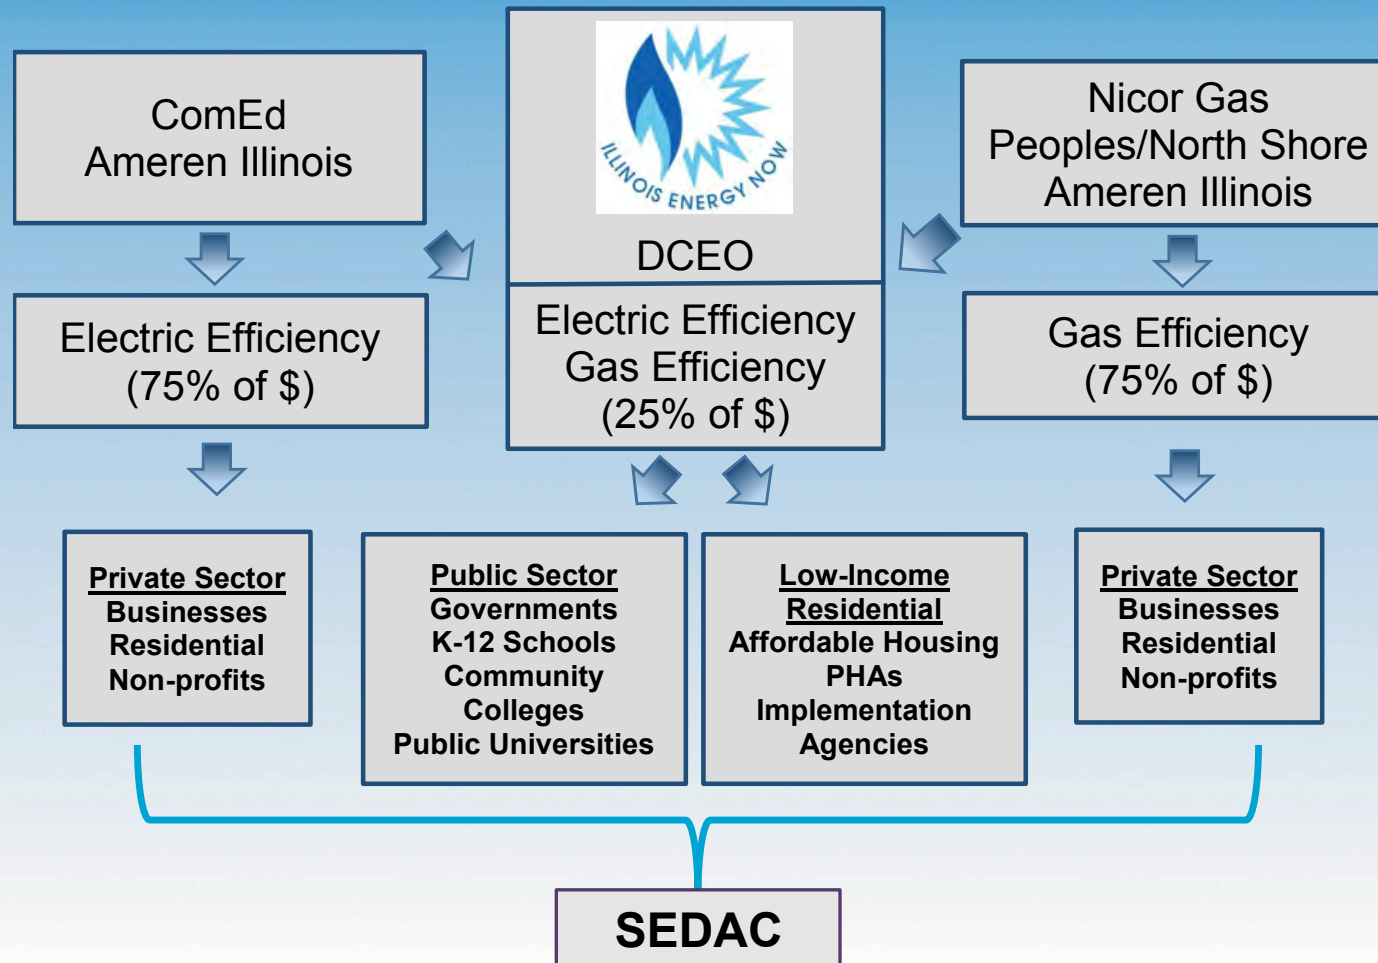 ComEd
Ameren Illinois
ILLINOIS ENERGY NOW
DCEO
Nicor Gas
Peoples/North Shore
Ameren Illinois
Electric Efficiency
(75% of $)
Electric Efficiency
Gas Efficiency
(25% of $)
Gas Efficiency
(75% of $)
Private Sector
Businesses
Residential
Non-profits
Public Sector
Governments
K-12 Schools
Community
Colleges
Public Universities
Low-Income
Residential
Affordable Housing
PHAs
Implementation
Agencies
Private Sector
Businesses
Residential
Non-profits
SEDAC